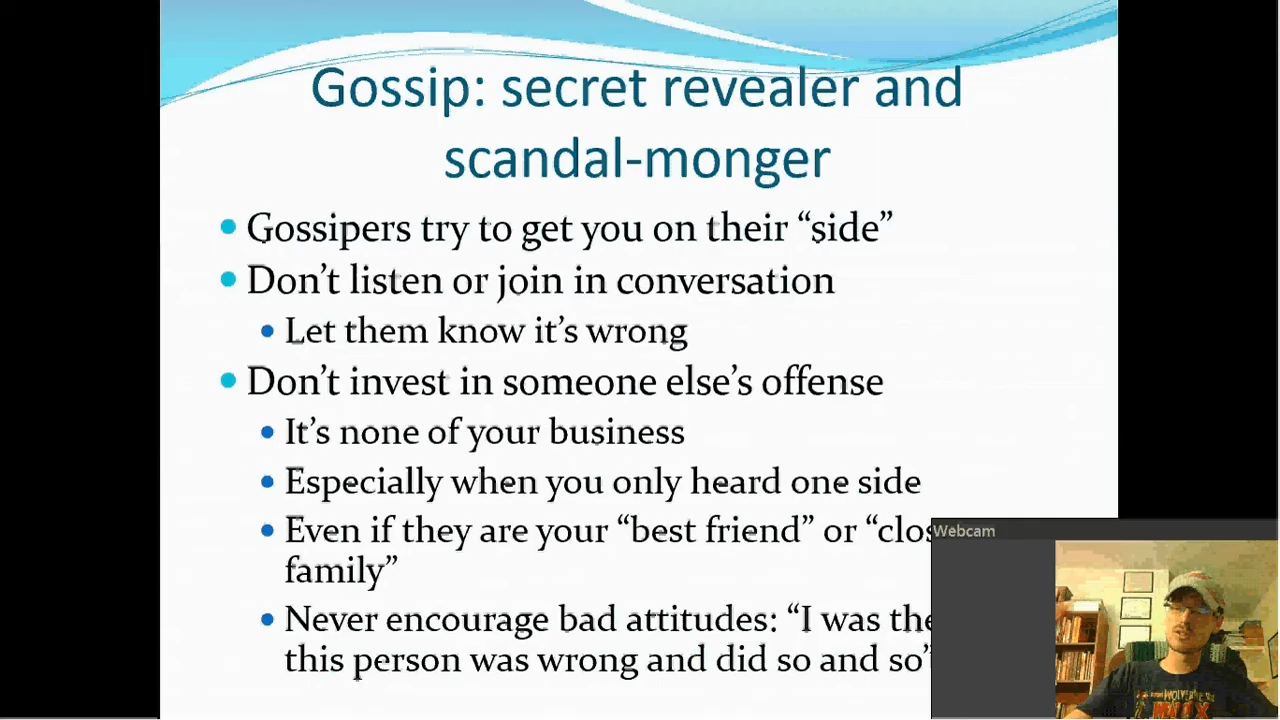 Gossip: secret revealer and
scandal-monger
• Gossipers try to get you on their “side”
• Don’t listen or join in conversation
• Let them know it’s wrong
• Don’t invest in someone else’s offense
• It’s none of your business
• Especially when you only heard one side
• Even if they are your “best friend” or “clos
family”
• Never encourage bad attitudes: “I was the
this person was wrong and did so and so”
Webcam